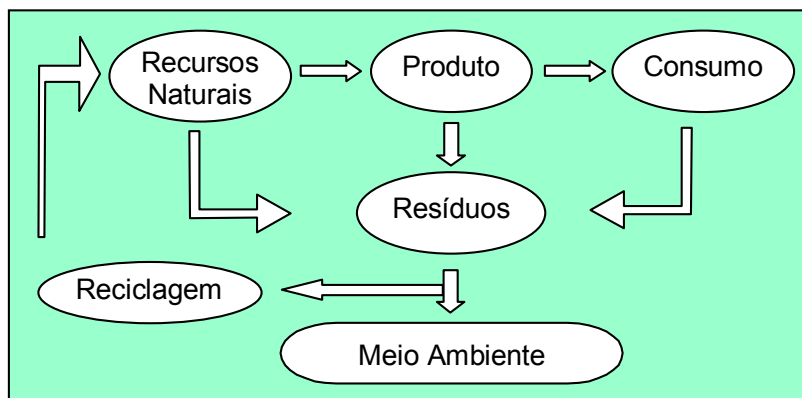 Recursos
Naturais
Produto
Consumo
Resíduos
Reciclagem
Meio Ambiente